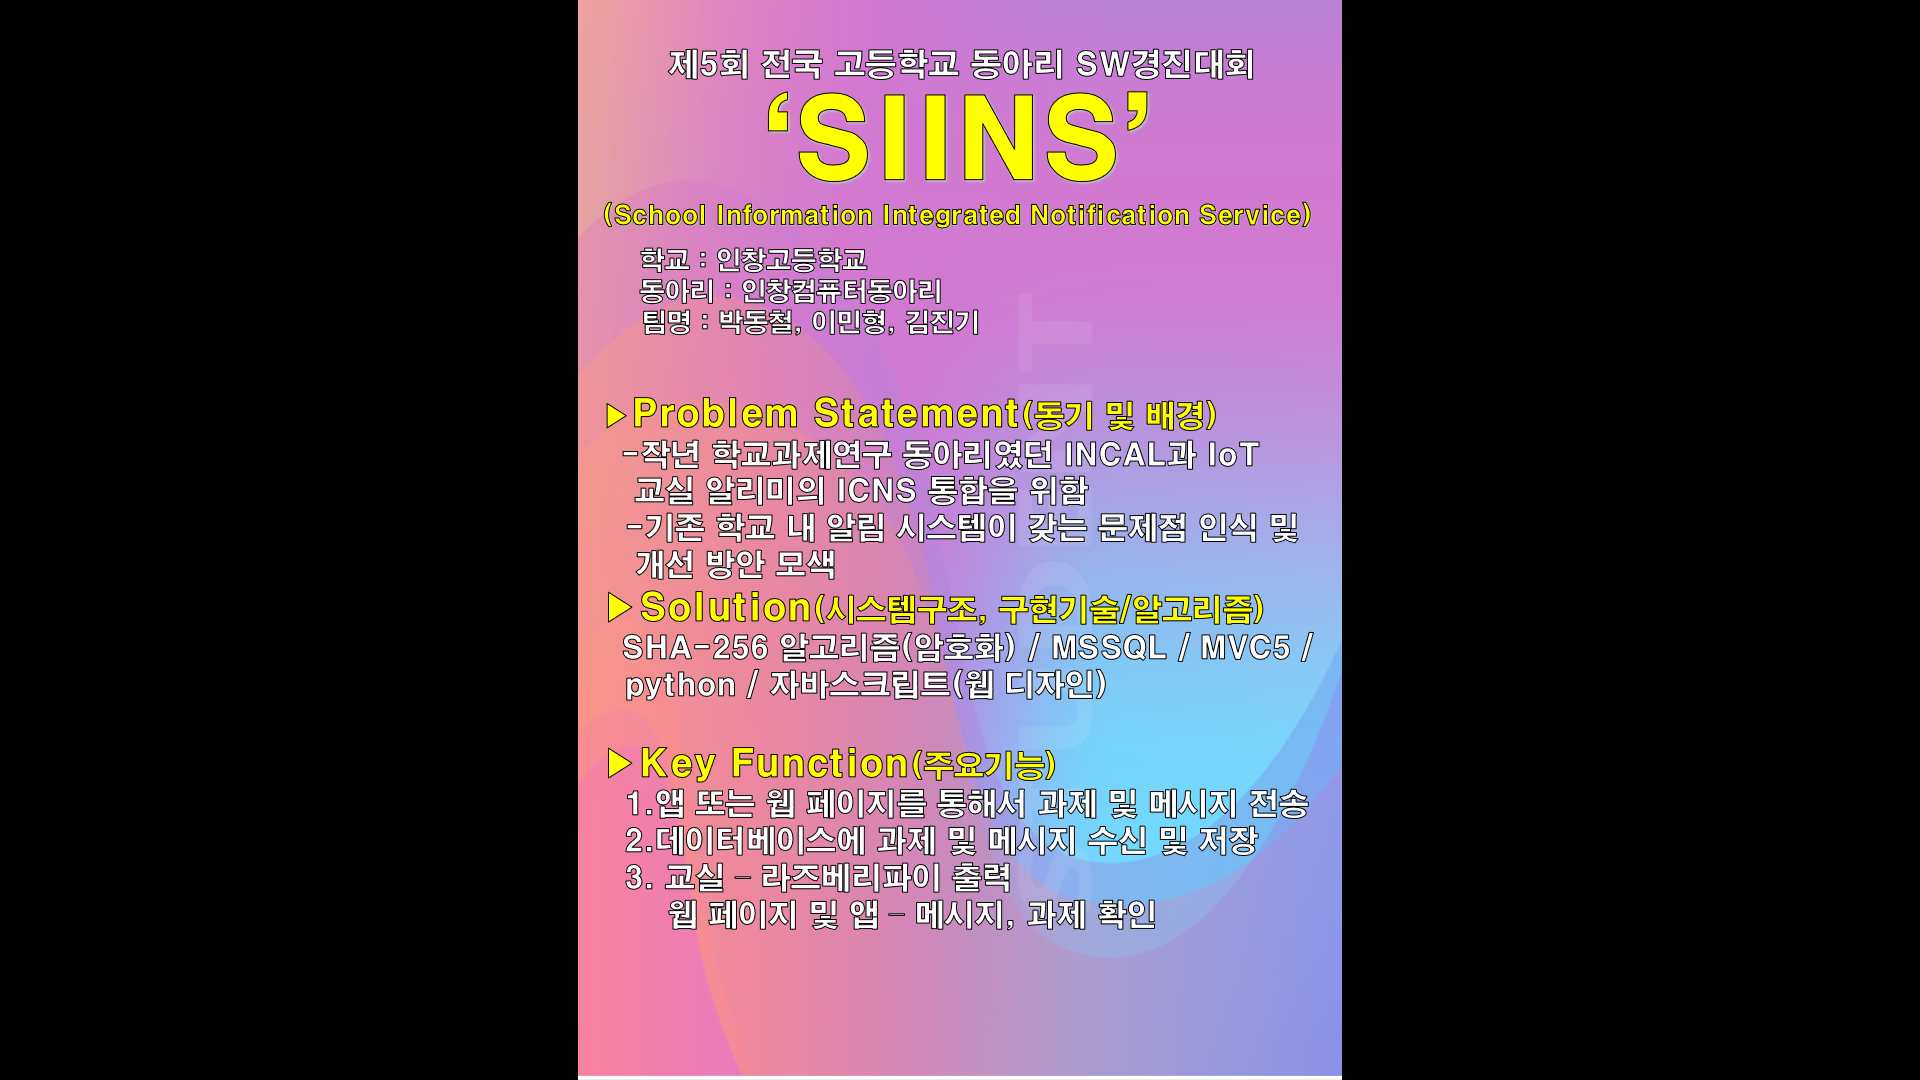 제5회 전국 고등학교 동아리 SW경진대회
‘SIINS’
(School Information Integrated Notification Service)
학교 : 인창고등학교
동아리 : 인창컴퓨터동아리
팀명 : 박동철, 이민형, 김진기
▶Problem Statement(동기 및 배경)
-작년 학교과제연구 동아리였던 INCAL과 IoT
교실 알리미의 ICNS 통합을 위함
-기존 학교 내 알림 시스템이 갖는 문제점 인식 및
개선 방안 모색
▶Solution(시스템구조, 구현기술/알고리즘)
SHA-256 알고리즘(암호화) / MSSQL / MVC5 /
python / 자바스크립트(웹 디자인)
▶Key Function(주요기능)
1.앱 또는 웹 페이지를 통해서 과제 및 메시지 전송
2.데이터베이스에 과제 및 메시지 수신 및 저장
3. 교실 – 라즈베리파이 출력
웹 페이지 및 앱 – 메시지, 과제 확인